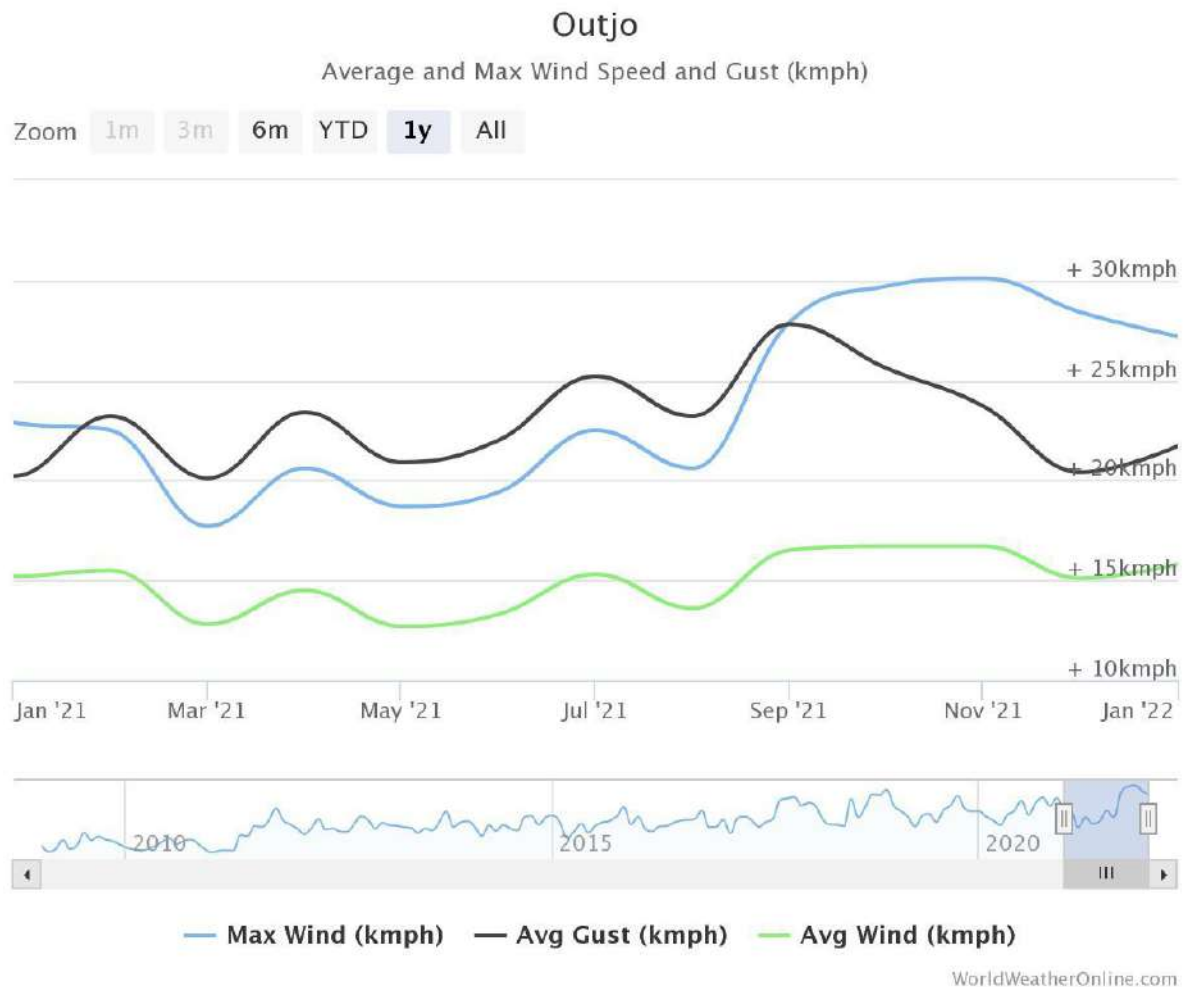 Outjo
Average and Max Wind Speed and Gust (kmph)
Zoom 1m 3m 6m YTD 1y All
+ 30kmph
+ 25kmph
+ 20kmph
+ 15kmph
+ 10kmph
Jan '21 Mar '21 May '21 Jul '21 Sep '21 Nov '21 Jan '22
2010 2015 2020
Max Wind (kmph) Avg Gust (kmph) Avg Wind (kmph)
WorldWeatherOnline.com